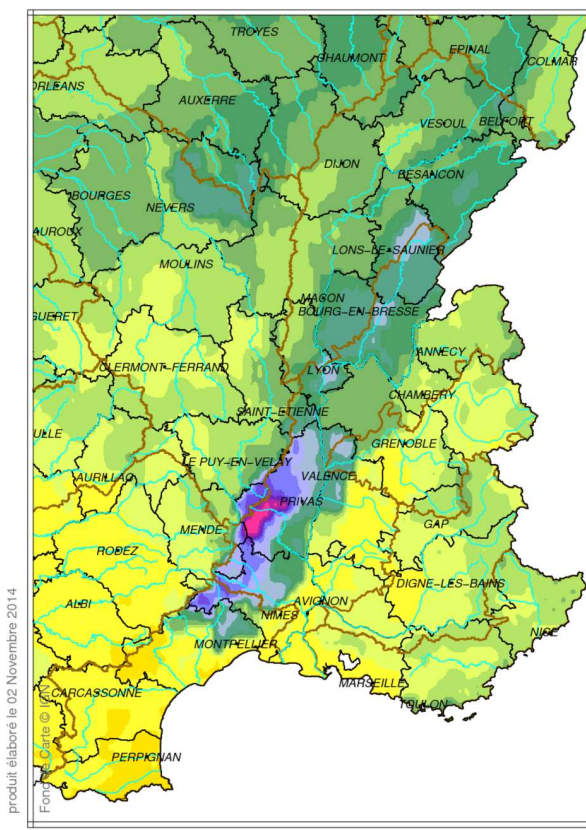 TROYES
EPINAL
CHAUMONT
COLMAR
ORLEANS
AUXERRE
VESOUL
BELFORT
DIJON
BESANCON
BOURGES
NEVERS
AUROUX
LONS-LE-SAUNIER
MOULINS
MACON
BOURG-EN-BRESSE
GUERET
ANNECY
CLERMONT-FERRAND
LYON
CHAMBERY
SAINT-ETIENNE
ULLE
GRENOBLE
LE PUY-EN-VELAY
AURILLAC
VALENCE
PRIVAS
MENDE
GAP
RODEZ
DIGNE-LES-BAINS
ALBI
AVIGNON
NIMES
NICE
MONTPELLIER
MARSEILLE
CARCASSONNE
TOULON
PERPIGNAN
produit élaboré le 02 Novembre 2014
Fond de Carte © IGN